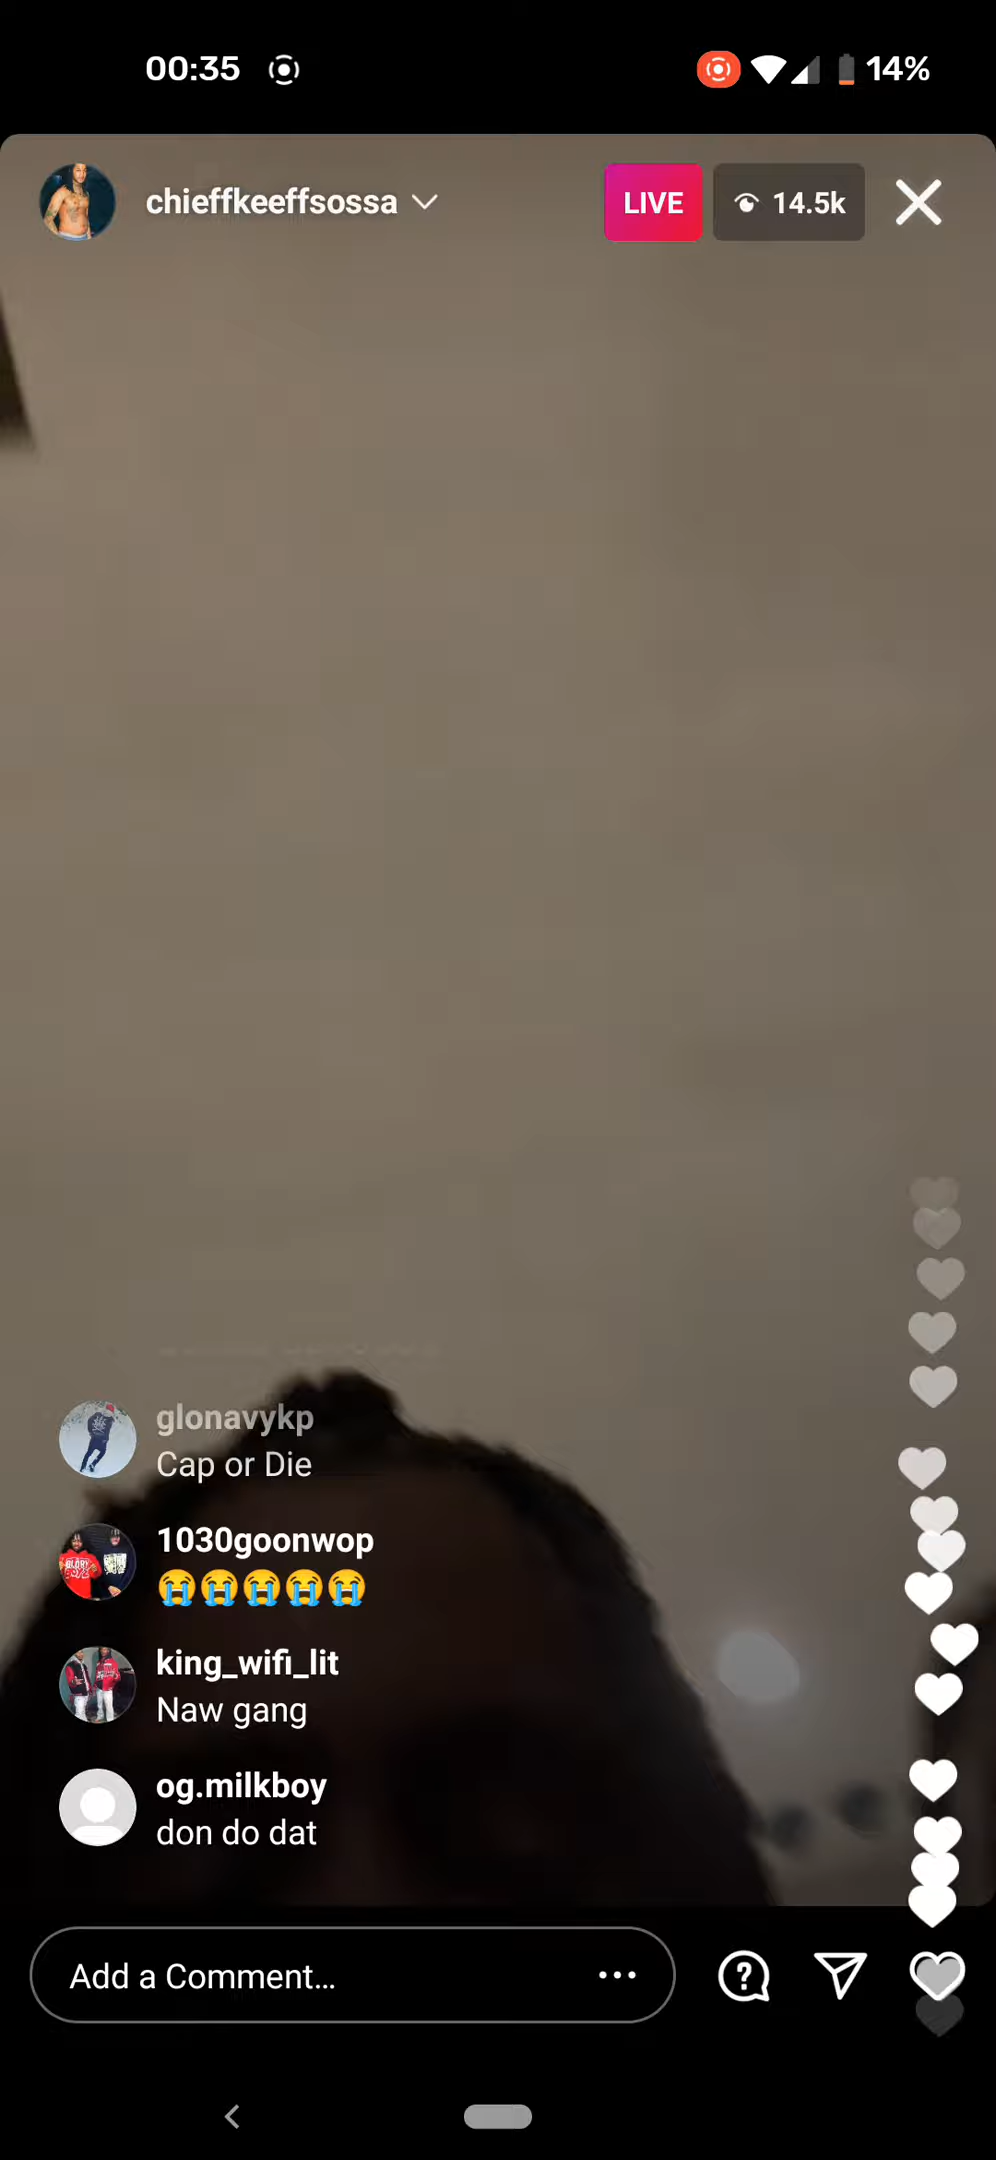 00:35
14%
chieffkeeffsossa
LIVE
14.5k
glonavykp
Cap or Die
1030goonwop
😭😭😭😭😭
king_wifi_lit
Naw gang
og.milkboy
don do dat
Add a Comment...